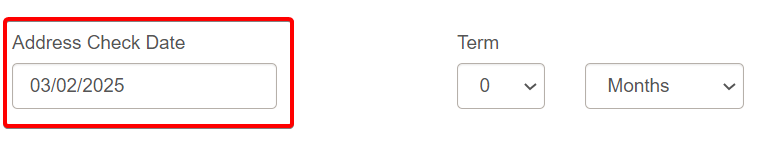 Address Check Date
Term
03/02/2025
0
Months